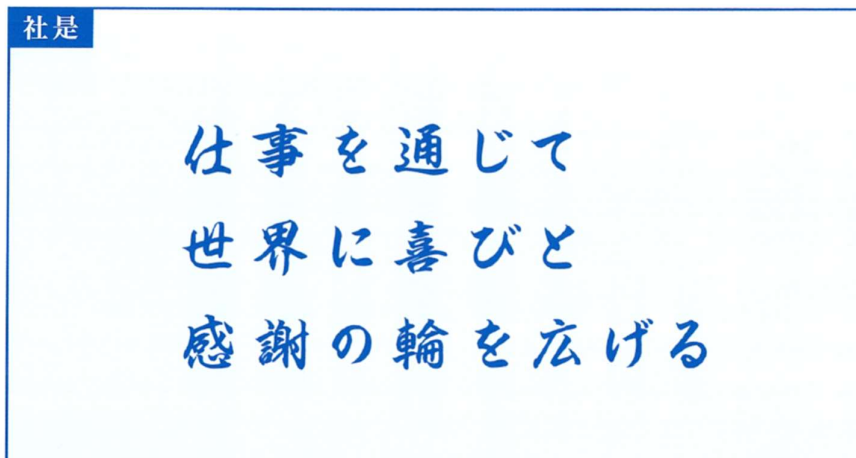 社是
仕事を通じて
世界に喜びと
感謝の輪を広げる